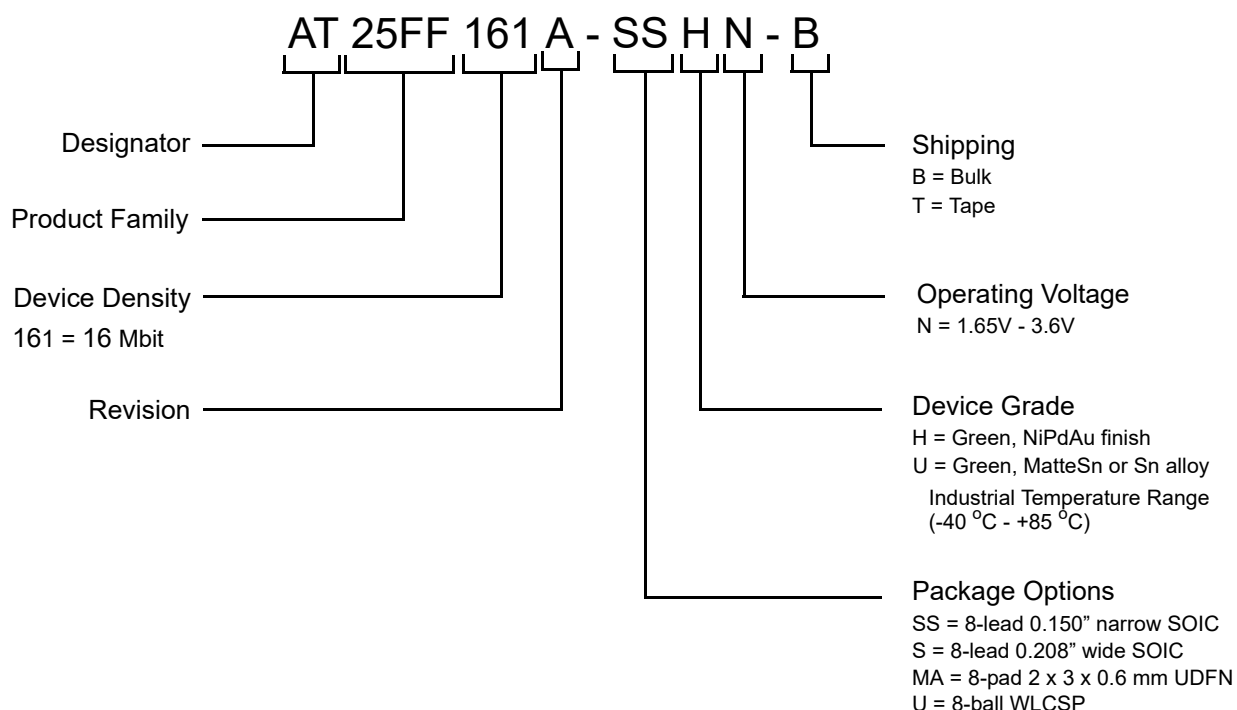 AT 25FF 161 A - SS H N - B
Designator
Product Family
Device Density
161 = 16 Mbit
Revision
Shipping
B = Bulk
T = Tape
Operating Voltage
N = 1.65V - 3.6V
Device Grade
H = Green, NiPdAu finish
U = Green, MatteSn or Sn alloy
Industrial Temperature Range
(-40 °C - +85 °C)
Package Options
SS = 8-lead 0.150” narrow SOIC
S = 8-lead 0.208” wide SOIC
MA = 8-pad 2 x 3 x 0.6 mm UDFN
U = 8-ball WLCSP